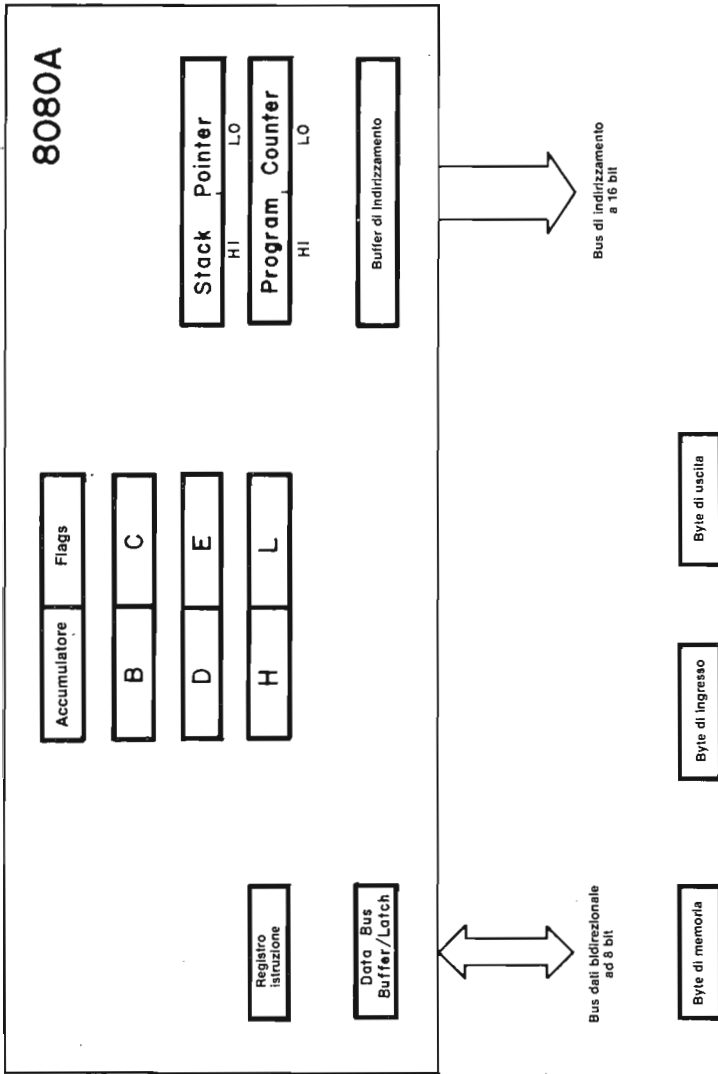 8080A
Accumulatore
Flags
B
C
D
E
H
L
Stack Pointer
HI
LO
Program Counter
HI
LO
Registro
istruzione
Data Bus
Buffer/Latch
Buffer di Indirizzamento
Bus dati bidirezionale
ad 8 bit
Bus di indirizzamento
a 16 bit
Byte di memoria
Byte di ingresso
Byte di uscita